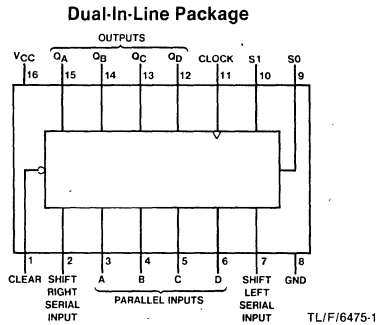 Dual-In-Line Package
OUTPUTS
VCC QA QB QC QD CLOCK S1 S0
16 15 14 13 12 11 10 9
1 2 3 4 5 6 7 8
CLEAR SHIFT RIGHT SERIAL INPUT A B C D SHIFT LEFT SERIAL INPUT GND
PARALLEL INPUTS
TL/F/6475-1